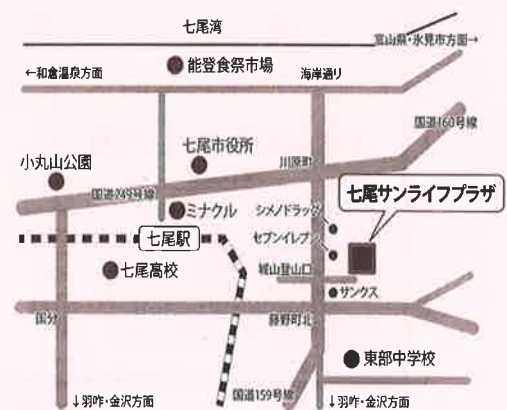 七尾湾
富山県・氷見市方面→
←和倉温泉方面
能登食祭市場
海岸通り
国道160号線
七尾市役所
川原町
小丸山公園
七尾サンライフプラザ
国道249号線
ミナクル
シメノドラッグ
セブンイレブン
七尾駅
七尾高校
城山登山口
サンクス
国分
藤野町北
東部中学校
国道159号線
↓羽咋・金沢方面
↓羽咋・金沢方面